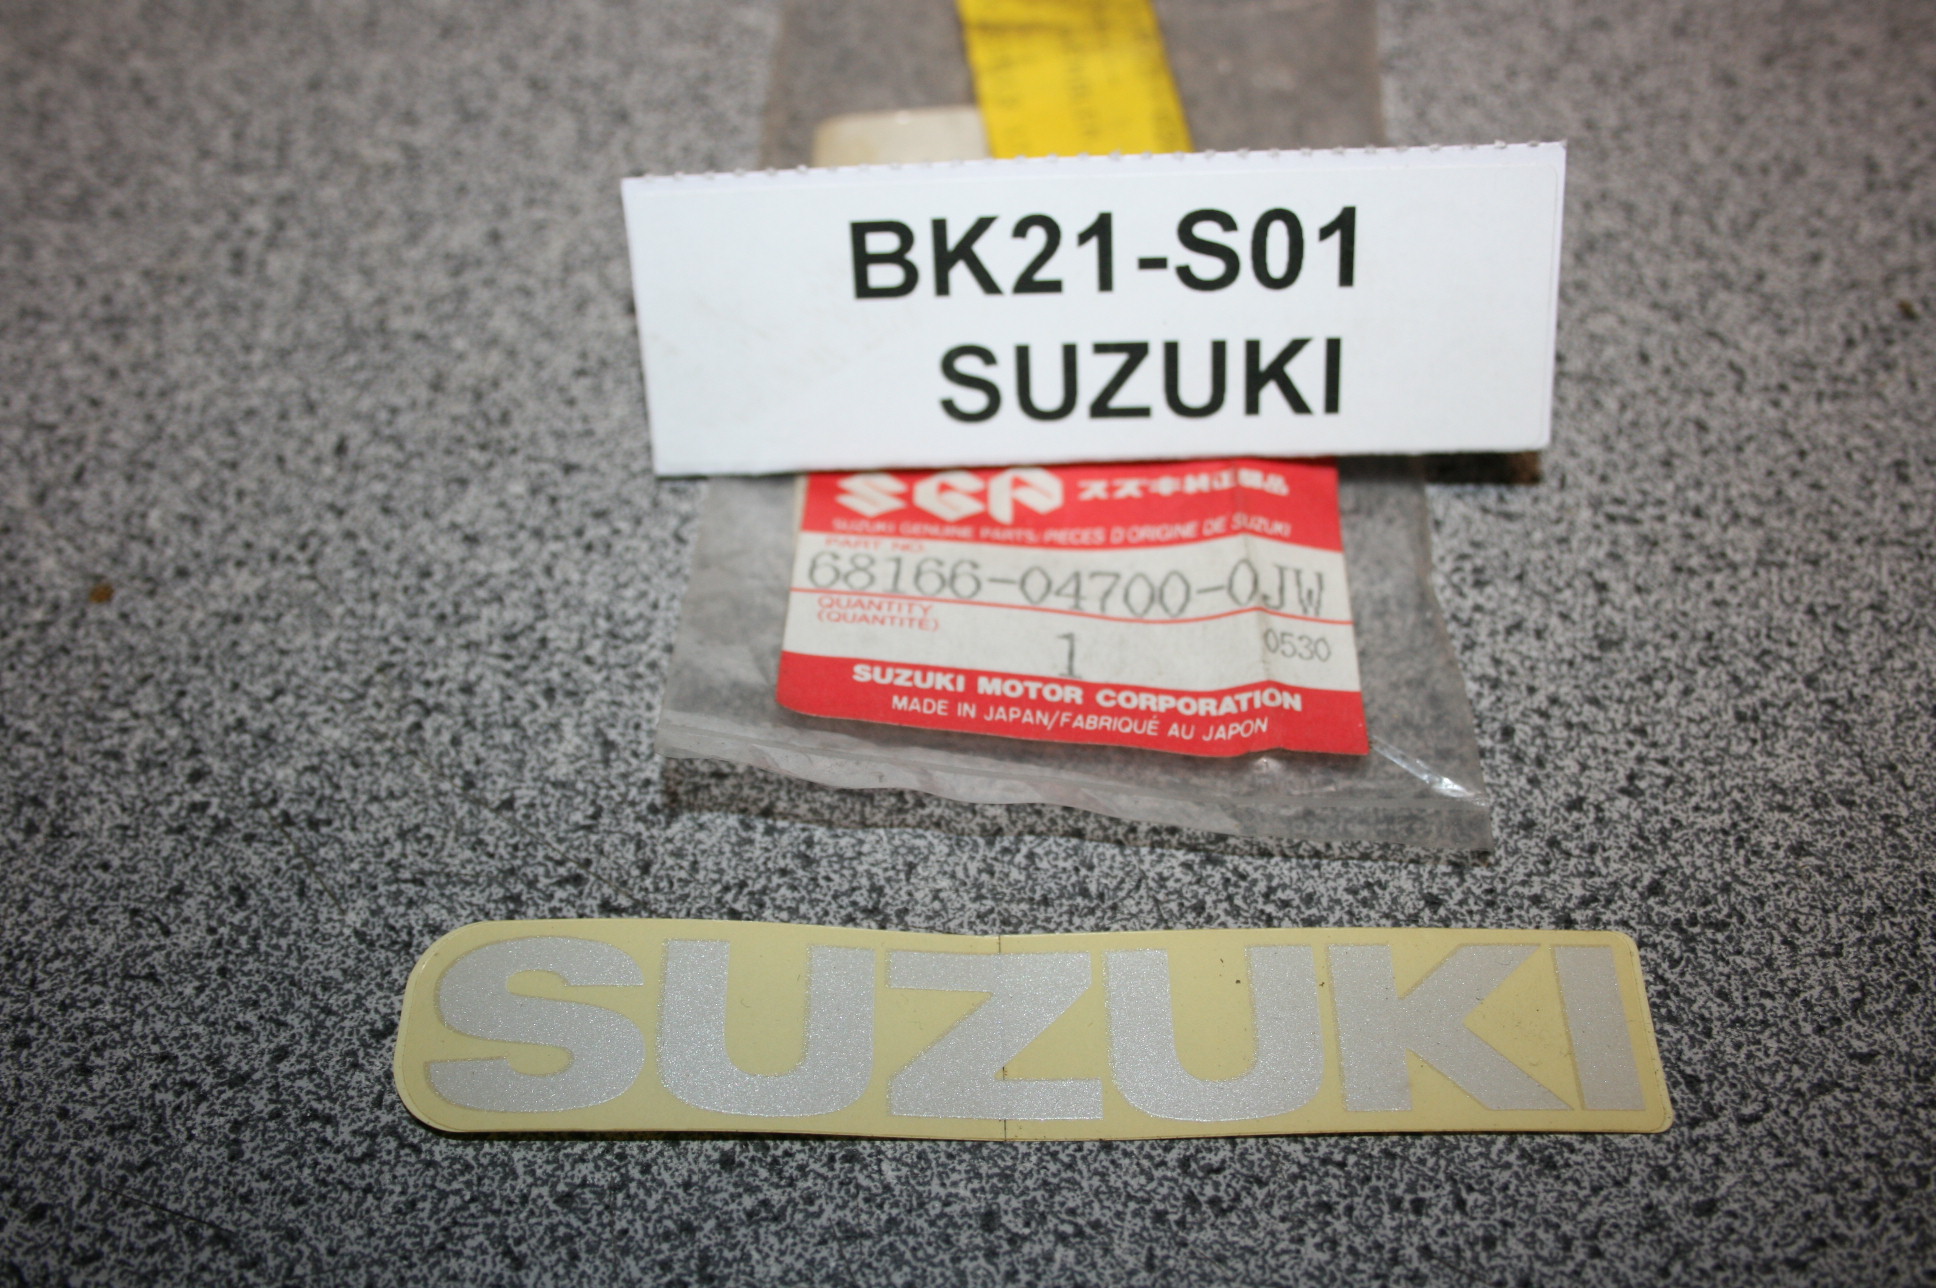 BK21-S01
SUZUKI
SGP スズキ純正部品
SUZUKI GENUINE PARTS/PIECES D'ORIGINE DE SUZUKI
PART NO.
68166-04700-0JW
QUANTITY
(QUANTITÉ)
1
0530
SUZUKI MOTOR CORPORATION
MADE IN JAPAN/FABRIQUÉ AU JAPON
SUZUKI